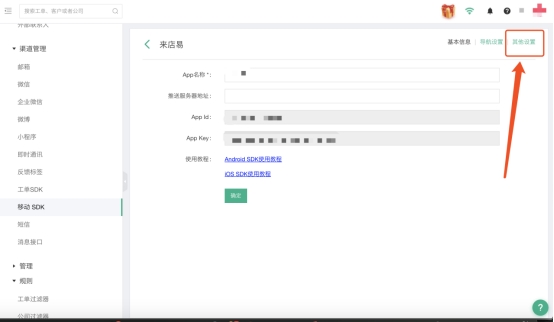 搜索工单、客户或者公司
外部联系人
渠道管理
邮箱
微信
企业微信
微博
小程序
即时通讯
反馈标签
工单SDK
移动 SDK
短信
消息接口
管理
规则
工单过滤器
公司过滤器
来店易
基本信息 | 导航设置 | 其他设置
App名称 *:
推送服务器地址:
App Id:
App Key:
使用教程: Android SDK使用教程
iOS SDK使用教程
确定
?